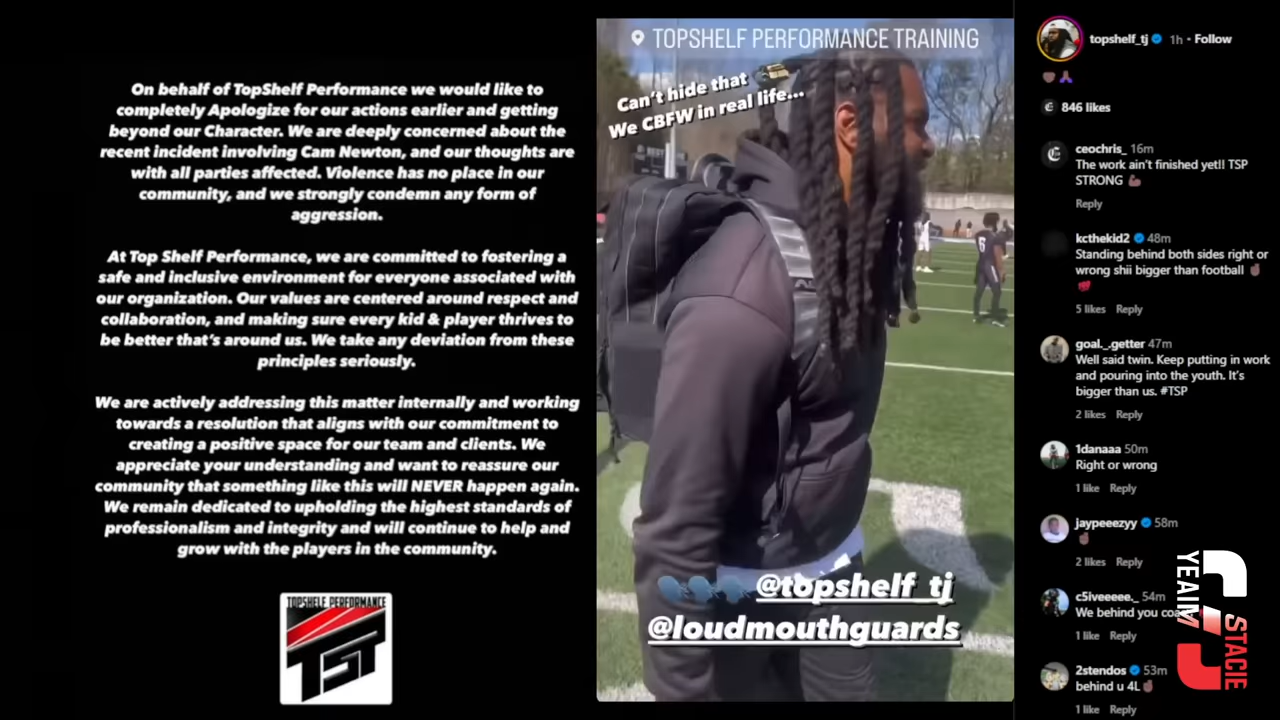 On behalf of TopShelf Performance we would like to
completely Apologize for our actions earlier and getting
beyond our Character. We are deeply concerned about the
recent incident involving Cam Newton, and our thoughts are
with all parties affected. Violence has no place in our
community, and we strongly condemn any form of
aggression.
At Top Shelf Performance, we are committed to fostering a
safe and inclusive environment for everyone associated with
our organization. Our values are centered around respect and
collaboration, and making sure every kid & player thrives to
be better that's around us. We take any deviation from these
principles seriously.
We are actively addressing this matter internally and working
towards a resolution that aligns with our commitment to
creating a positive space for our team and clients. We
appreciate your understanding and want to reassure our
community that something like this will NEVER happen again.
We remain dedicated to upholding the highest standards of
professionalism and integrity and will continue to help and
grow with the players in the community.
TOPSHELF PERFORMANCE
TSP
TOPSHELF PERFORMANCE TRAINING
Can't hide that
We CBFW in real life...
6
@topshelf_tj
@loudmouthguards
topshelf_tj 1h • Follow
846 likes
ceochris_ 16m
The work ain't finished yet!! TSP
STRONG
Reply
kcthekid2 48m
Standing behind both sides right or
wrong shii bigger than football
5 likes Reply
goal._.getter 47m
Well said twin. Keep putting in work
and pouring into the youth. It's
bigger than us. #TSP
2 likes Reply
1danaaa 50m
Right or wrong
1 like Reply
jaypeeezyy 58m
2 likes Reply
c5iveeeee._ 54m
We behind you
1 like Reply
2stendos 53m
behind u 4L
1 like Reply
YEAIM
STACIE